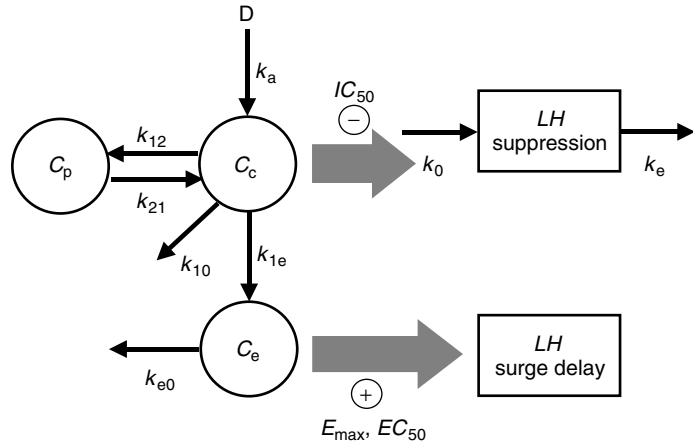 D
k_a
IC_50
−
k_12
C_p
C_c
k_0
LH
suppression
k_e
k_21
k_10
k_1e
C_e
LH
surge delay
k_e0
+
E_max, EC_50